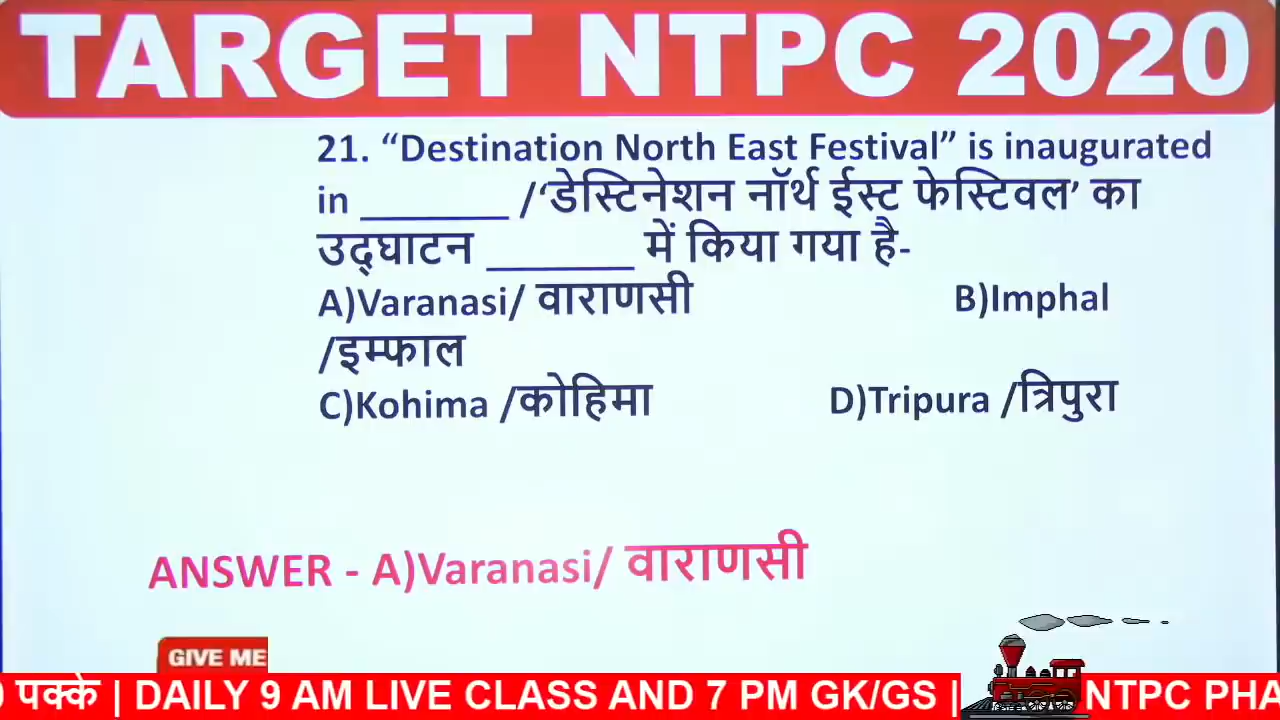 TARGET NTPC 2020
21. “Destination North East Festival” is inaugurated
in _______ /‘डेस्टिनेशन नॉर्थ ईस्ट फेस्टिवल’ का
उद्घाटन _______ में किया गया है-
A)Varanasi/ वाराणसी B)Imphal
/इम्फाल
C)Kohima /कोहिमा D)Tripura /त्रिपुरा
ANSWER - A)Varanasi/ वाराणसी
GIVE ME
पक्के | DAILY 9 AM LIVE CLASS AND 7 PM GK/GS | NTPC PHA